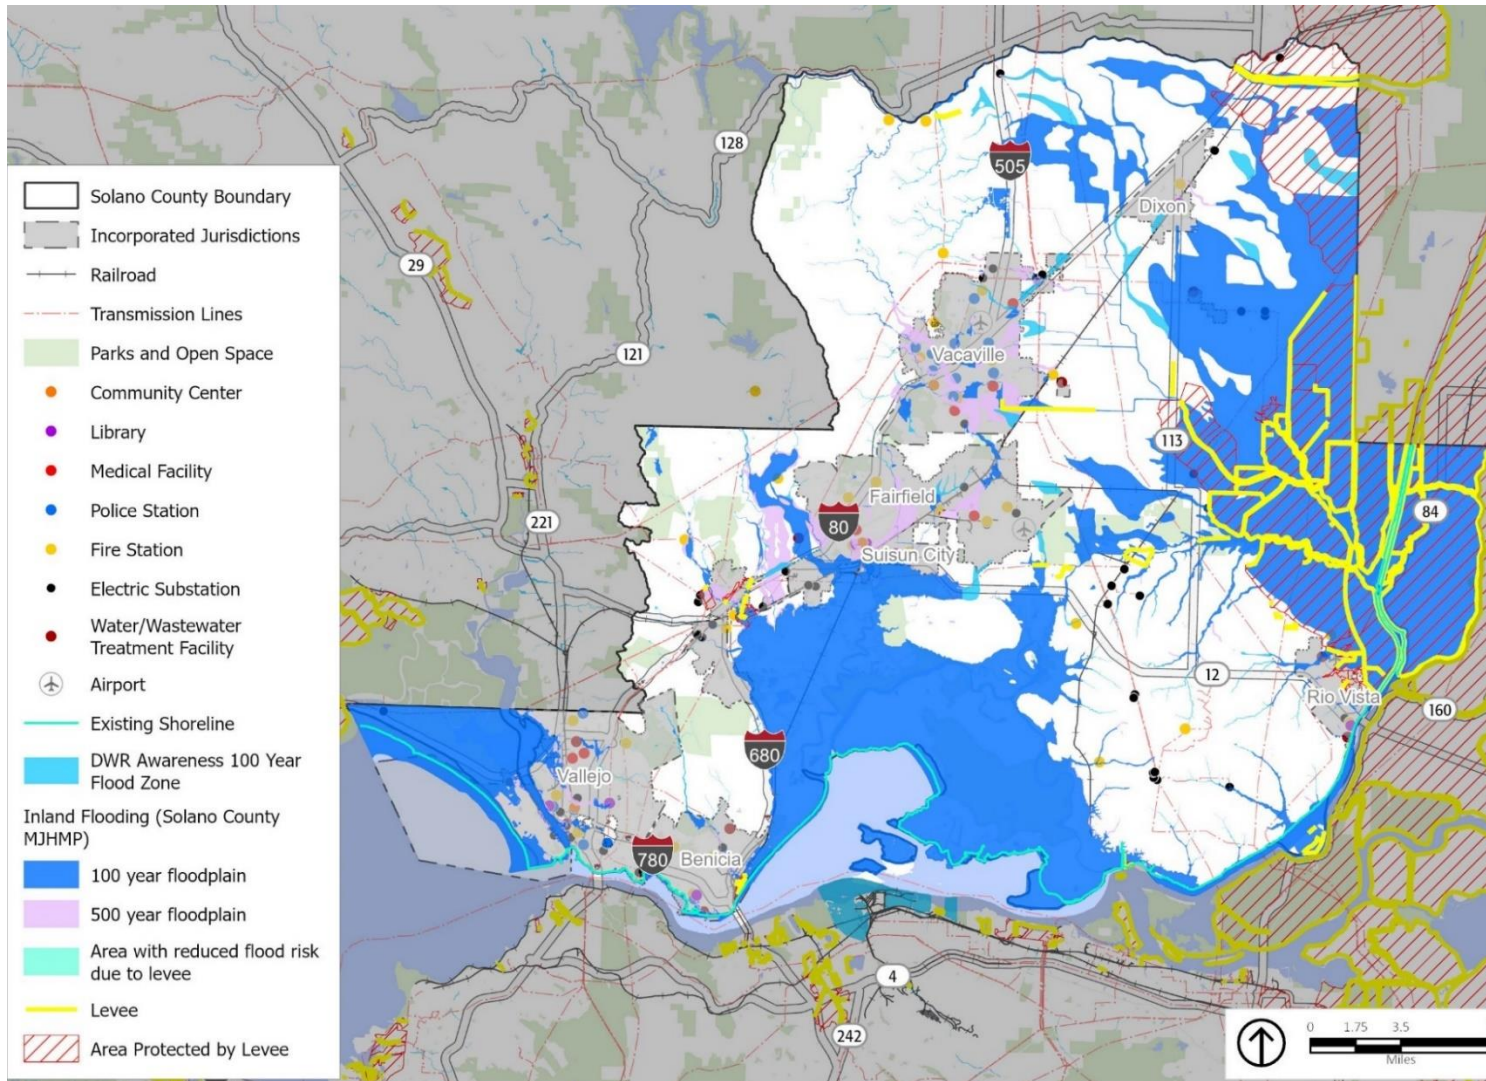 Solano County Boundary
Incorporated Jurisdictions
Railroad
Transmission Lines
Parks and Open Space
Community Center
Library
Medical Facility
Police Station
Fire Station
Electric Substation
Water/Wastewater
Treatment Facility
Airport
Existing Shoreline
DWR Awareness 100 Year
Flood Zone
Inland Flooding (Solano County
MJHMP)
100 year floodplain
500 year floodplain
Area with reduced flood risk
due to levee
Levee
Area Protected by Levee
128
505
Dixon
29
121
Vacaville
113
221
Fairfield
80
Suisun City
84
12
Rio Vista
160
680
Vallejo
780
Benicia
4
242
0 1.75 3.5
Miles